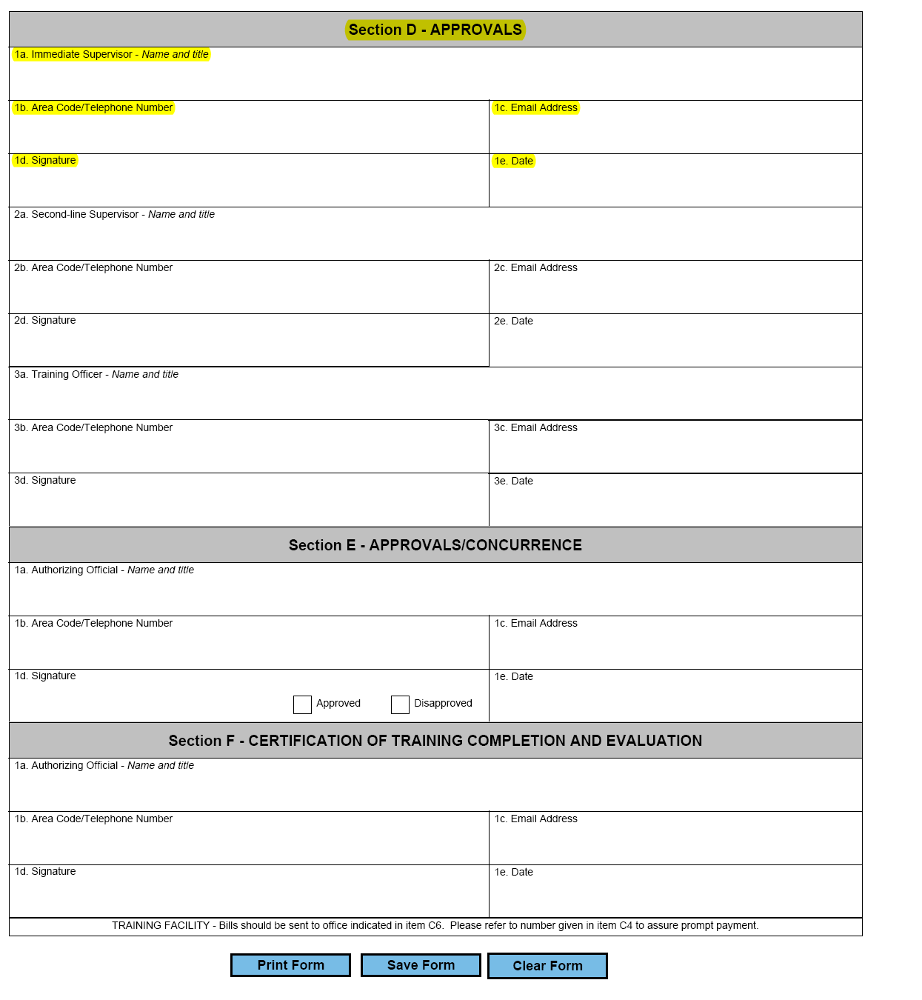 Section D - APPROVALS
1a. Immediate Supervisor - Name and title
1b. Area Code/Telephone Number
1c. Email Address
1d. Signature
1e. Date
2a. Second-line Supervisor - Name and title
2b. Area Code/Telephone Number
2c. Email Address
2d. Signature
2e. Date
3a. Training Officer - Name and title
3b. Area Code/Telephone Number
3c. Email Address
3d. Signature
3e. Date
Section E - APPROVALS/CONCURRENCE
1a. Authorizing Official - Name and title
1b. Area Code/Telephone Number
1c. Email Address
1d. Signature
Approved
Disapproved
1e. Date
Section F - CERTIFICATION OF TRAINING COMPLETION AND EVALUATION
1a. Authorizing Official - Name and title
1b. Area Code/Telephone Number
1c. Email Address
1d. Signature
1e. Date
TRAINING FACILITY - Bills should be sent to office indicated in item C6.  Please refer to number given in item C4 to assure prompt payment.
Print Form
Save Form
Clear Form